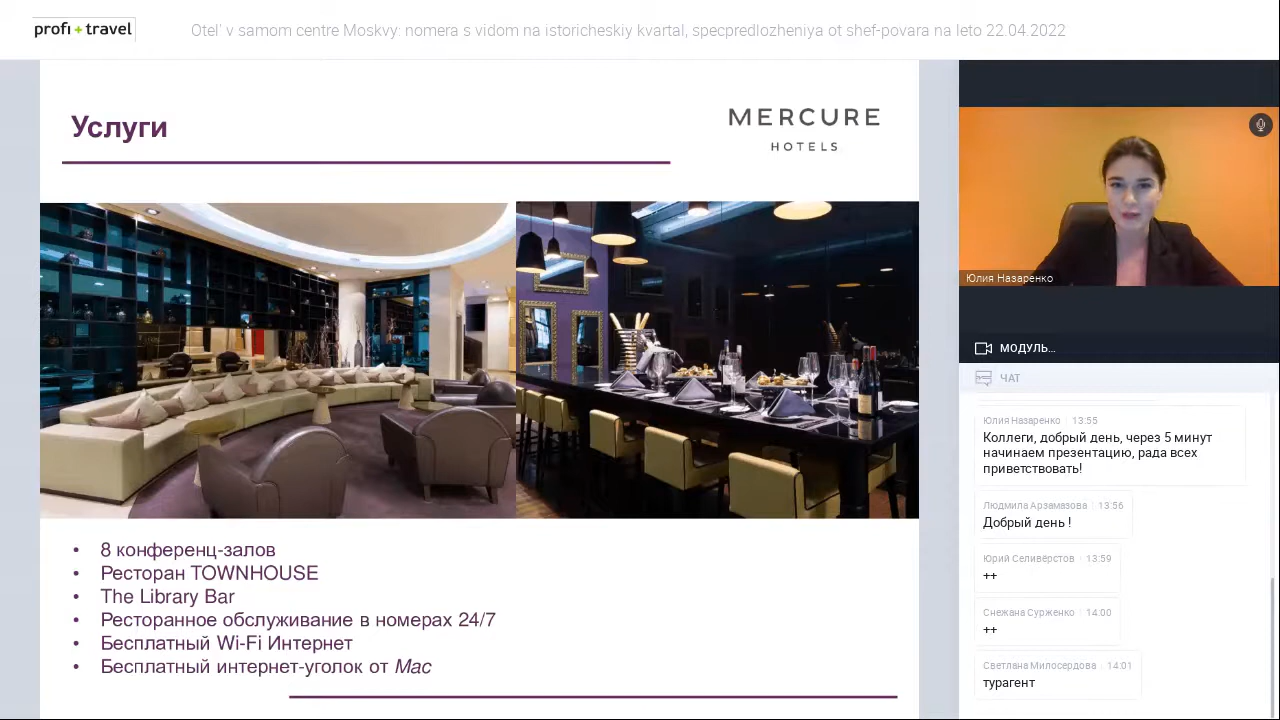 profi + travel
Otel' v samom centre Moskvy: nomera s vidom na istoricheskiy kvartal, specpredlozheniya ot shef-povara na leto 22.04.2022
Услуги
MERCURE
HOTELS
• 8 конференц-залов
• Ресторан TOWNHOUSE
• The Library Bar
• Ресторанное обслуживание в номерах 24/7
• Бесплатный Wi-Fi Интернет
• Бесплатный интернет-уголок от Mac
Юлия Назаренко
МОДУЛЬ...
ЧАТ
Юлия Назаренко 13:55
Коллеги, добрый день, через 5 минут
начинаем презентацию, рада всех
приветствовать!
Людмила Арзамазова 13:56
Добрый день !
Юрий Селивёрстов 13:59
++
Снежана Сурженко 14:00
++
Светлана Милосердова 14:01
турагент